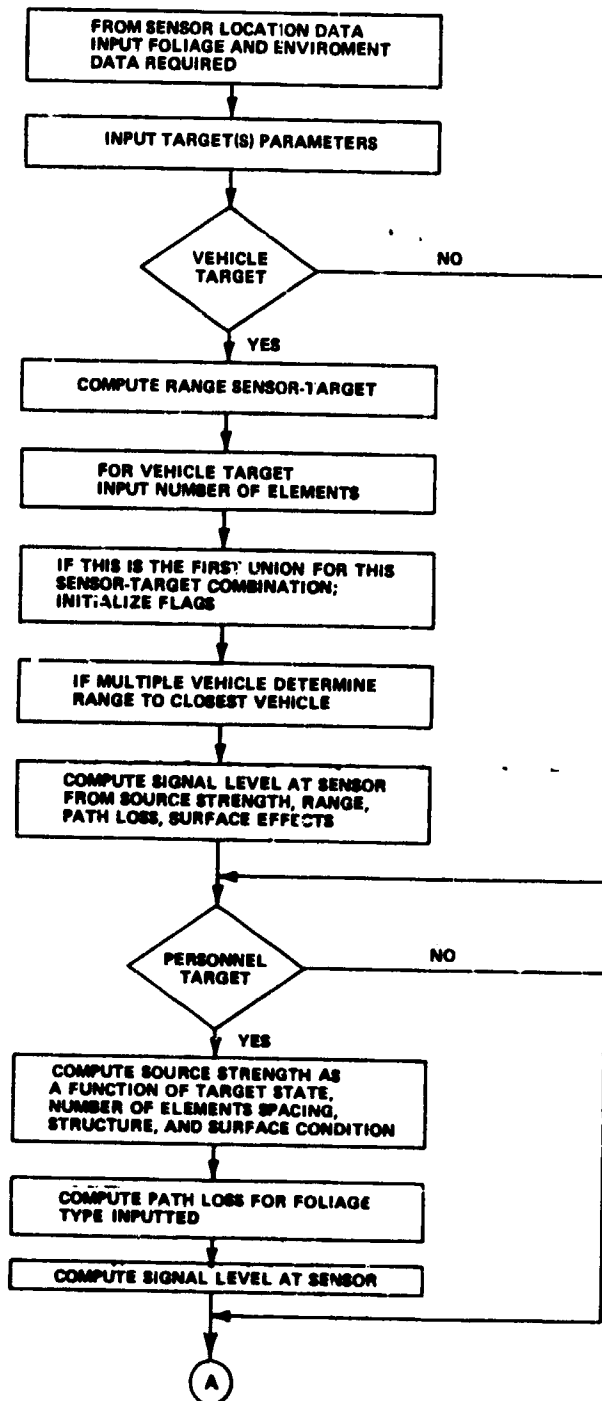 FROM SENSOR LOCATION DATA
INPUT FOLIAGE AND ENVIROMENT
DATA REQUIRED
INPUT TARGET(S) PARAMETERS
VEHICLE
TARGET
NO
YES
COMPUTE RANGE SENSOR-TARGET
FOR VEHICLE TARGET
INPUT NUMBER OF ELEMENTS
IF THIS IS THE FIRST UNION FOR THIS
SENSOR-TARGET COMBINATION;
INITIALIZE FLAGS
IF MULTIPLE VEHICLE DETERMINE
RANGE TO CLOSEST VEHICLE
COMPUTE SIGNAL LEVEL AT SENSOR
FROM SOURCE STRENGTH, RANGE,
PATH LOSS, SURFACE EFFECTS
PERSONNEL
TARGET
NO
YES
COMPUTE SOURCE STRENGTH AS
A FUNCTION OF TARGET STATE,
NUMBER OF ELEMENTS SPACING,
STRUCTURE, AND SURFACE CONDITION
COMPUTE PATH LOSS FOR FOLIAGE
TYPE INPUTTED
COMPUTE SIGNAL LEVEL AT SENSOR
A